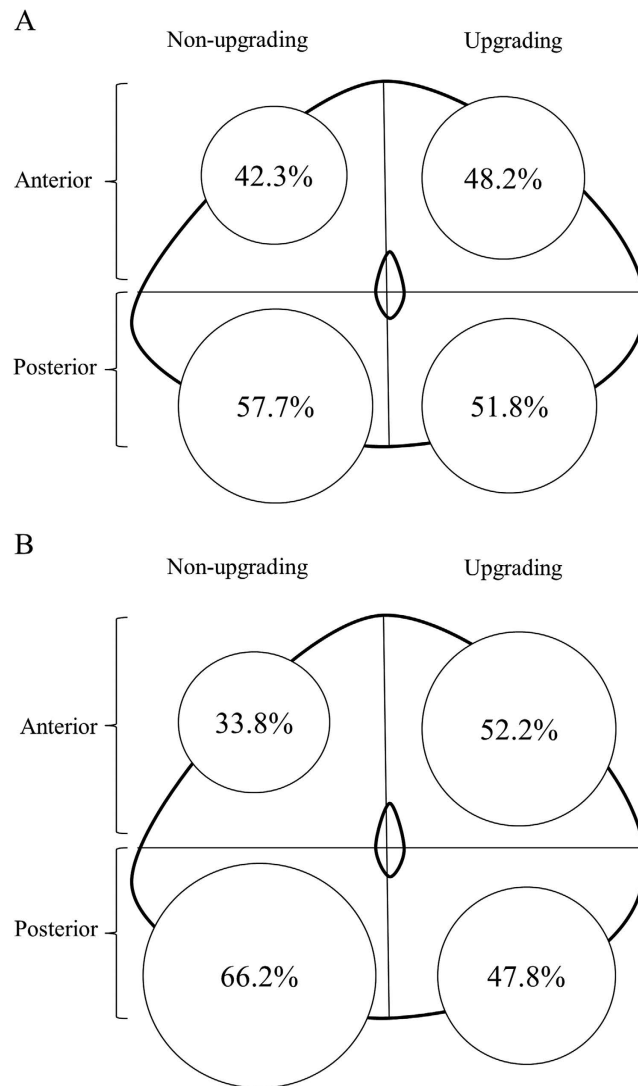 A
Non-upgrading Upgrading
Anterior 42.3% 48.2%
Posterior 57.7% 51.8%
B
Non-upgrading Upgrading
Anterior 33.8% 52.2%
Posterior 66.2% 47.8%